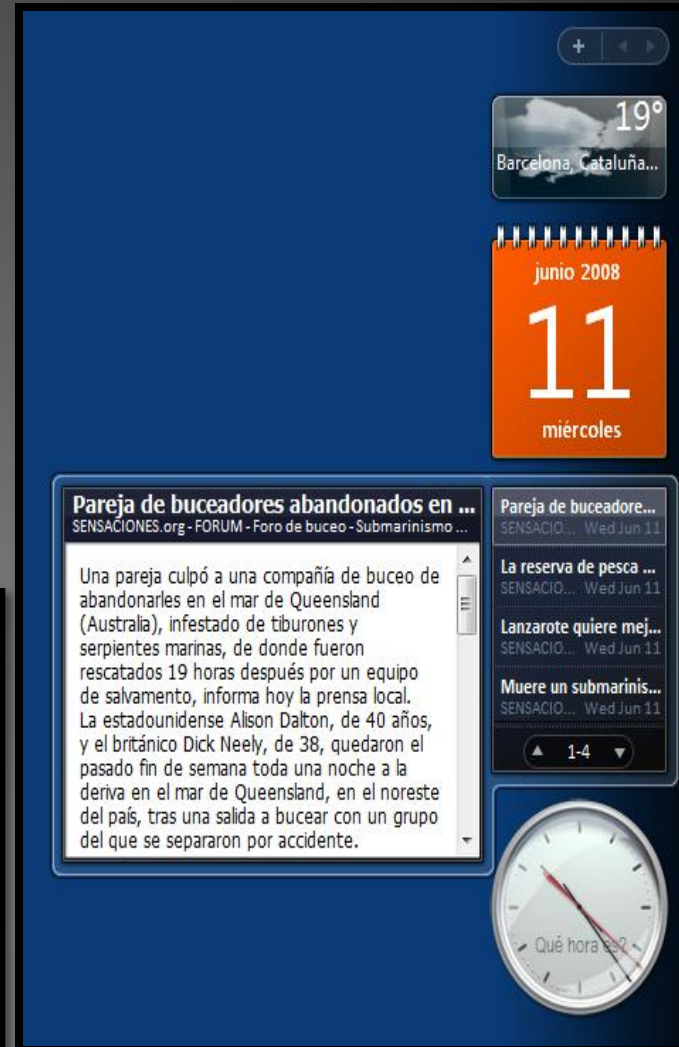 19°
Barcelona, Cataluña...
junio 2008
11
miércoles
Pareja de buceadores abandonados en ...
SENSACIONES.org - FORUM - Foro de buceo - Submarinismo ...
Una pareja culpó a una compañía de buceo de
abandonarles en el mar de Queensland
(Australia), infestado de tiburones y
serpientes marinas, de donde fueron
rescatados 19 horas después por un equipo
de salvamento, informa hoy la prensa local.
La estadounidense Alison Dalton, de 40 años,
y el británico Dick Neely, de 38, quedaron el
pasado fin de semana toda una noche a la
deriva en el mar de Queensland, en el noreste
del país, tras una salida a bucear con un grupo
del que se separaron por accidente.
Pareja de buceadore...
SENSACIO... Wed Jun 11
La reserva de pesca ...
SENSACIO... Wed Jun 11
Lanzarote quiere mej...
SENSACIO... Wed Jun 11
Muere un submarinis...
SENSACIO... Wed Jun 11
1-4
Qué hora es?